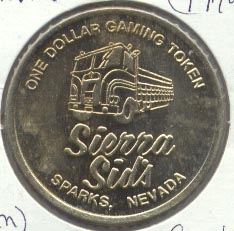 ONE DOLLAR GAMING TOKEN
Sierra
Sid's
SPARKS, NEVADA